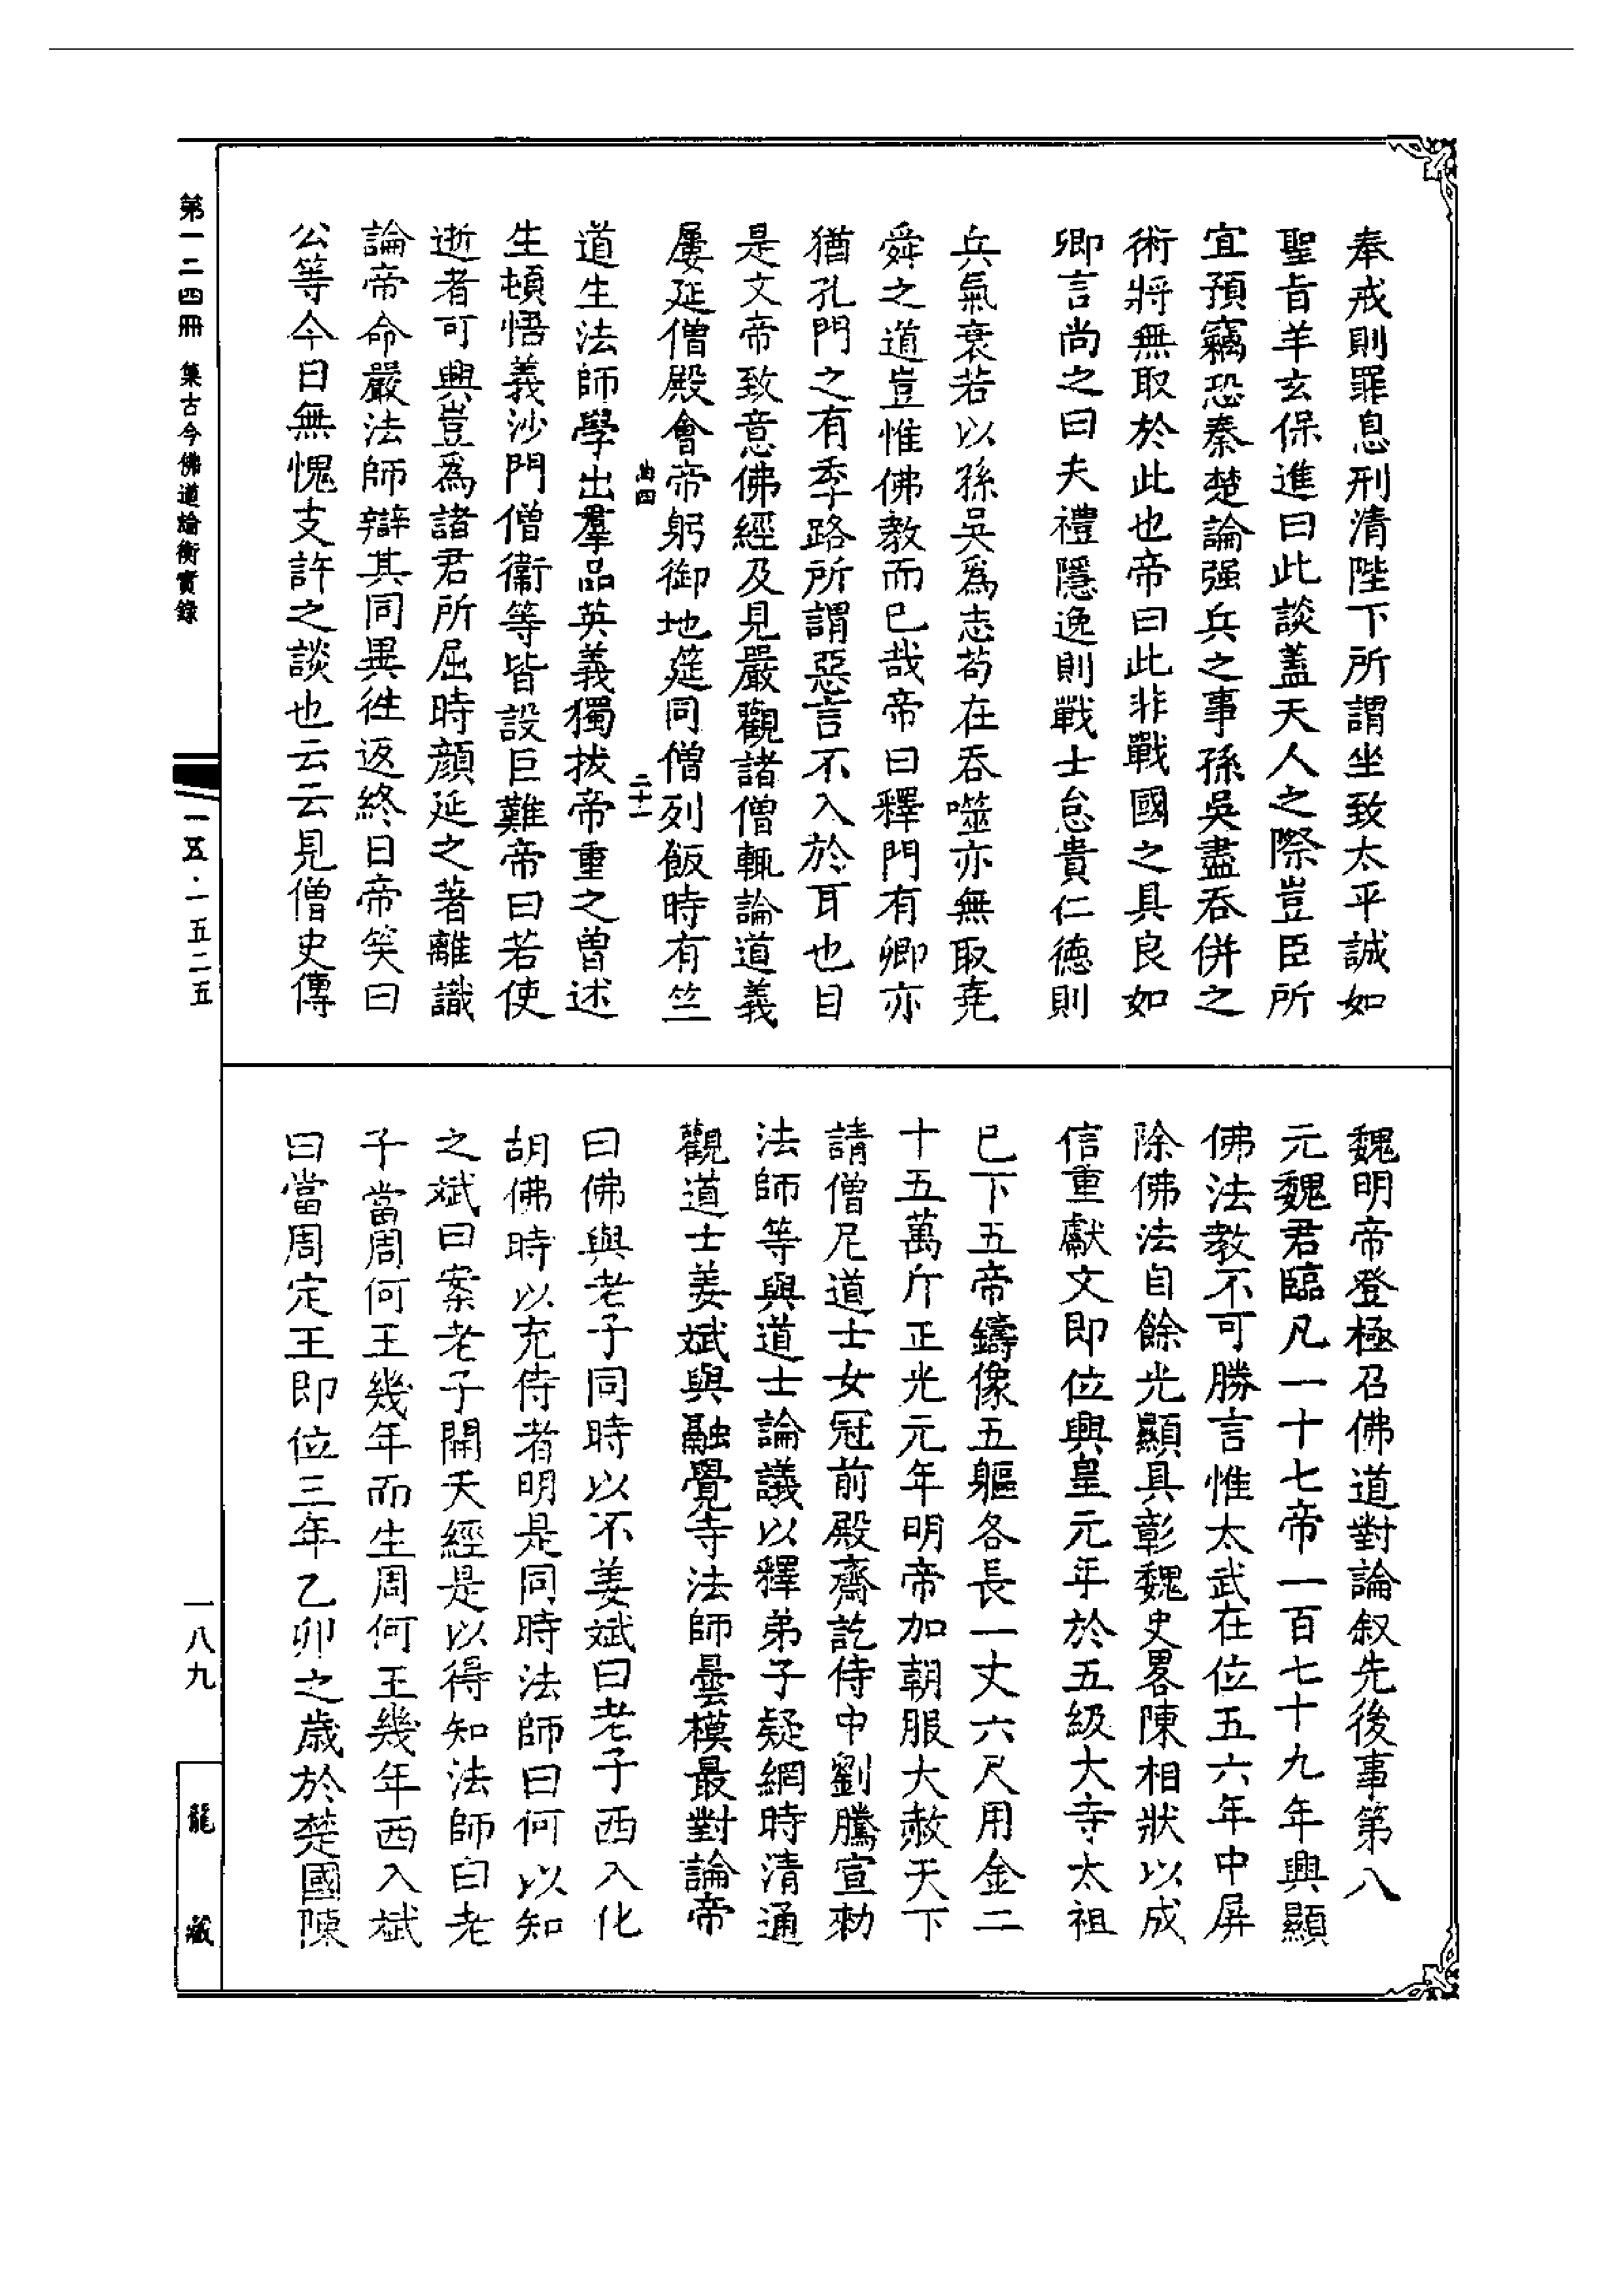 奉戒則罪息刑清陛下所謂坐致太平誠如
聖旨羊玄保進曰此談蓋天人之際豈臣所
宜預竊恐秦楚論强兵之事孫吳盡吞併之
術將無取於此也帝曰此非戰國之具良如
卿言尚之曰夫禮隱逸則戰士怠貴仁德則
兵氣衰若以孫吳爲志苟在吞噬亦無取堯
舜之道豈惟佛教而已哉帝曰釋門有卿亦
猶孔門之有季路所謂惡言不入於耳也自
是文帝致意佛經及見嚴觀諸僧輒論道義
屢延僧殿會帝躬御地筵同僧列飯時有竺
曲四 二十一
道生法師學出羣品英義獨拔帝重之曾述
生頓悟義沙門僧衞等皆設巨難帝曰若使
逝者可興豈爲諸君所屈時顏延之著離識
論帝命嚴法師辯其同異徃返終日帝笑曰
公等今日無愧支許之談也云云見僧史傳
魏明帝登極召佛道對論叙先後事第八
元魏君臨凡一十七帝一百七十九年興顯
佛法教不可勝言惟太武在位五六年中屏
除佛法自餘光顯具彰魏史畧陳相狀以成
信重獻文即位興皇元年於五級大寺太祖
已下五帝鑄像五軀各長一丈六尺用金二
十五萬斤正光元年明帝加朝服大赦天下
請僧尼道士女冠前殿齋訖侍中劉騰宣勅
法師等與道士論議以釋弟子疑網時清通
觀道士姜斌與融覺寺法師曇模最對論帝
曰佛與老子同時以不姜斌曰老子西入化
胡佛時以充侍者明是同時法師曰何以知
之斌曰案老子開天經是以得知法師曰老
子當周何王幾年而生周何王幾年西入斌
曰當周定王即位三年乙卯之歲於楚國陳
第一二四冊 集古今佛道論衡實錄
一五·一五二五
一八九
龍藏